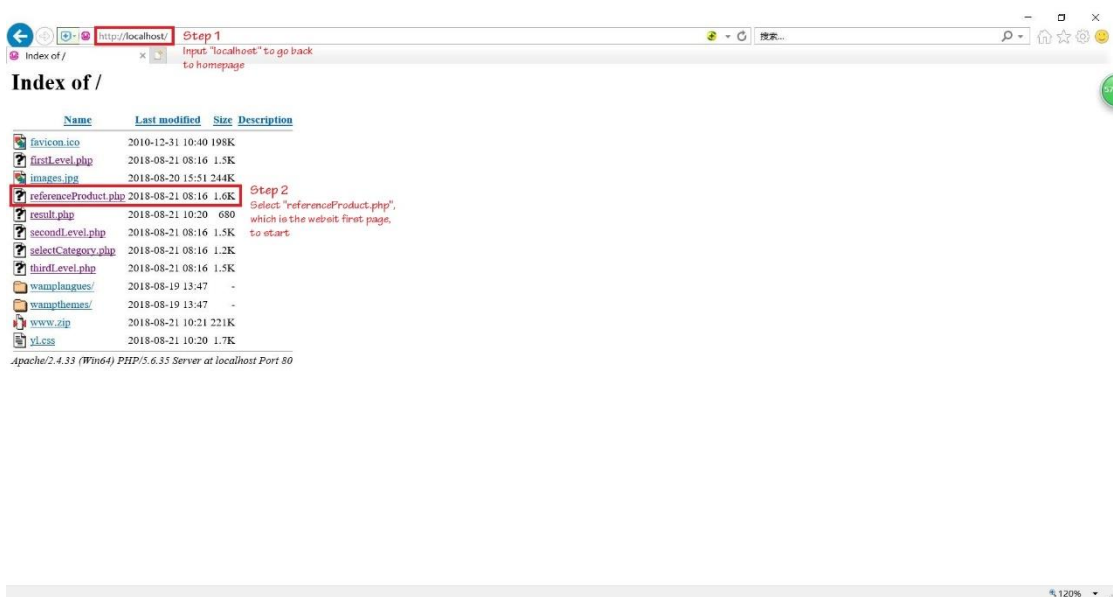 http://localhost/
Step 1
搜索...
Index of /
Input "localhost" to go back
to homepage
Index of /
Name Last modified Size Description
favicon.ico 2010-12-31 10:40 198K
firstLevel.php 2018-08-21 08:16 1.5K
images.jpg 2018-08-20 15:51 244K
referenceProduct.php 2018-08-21 08:16 1.6K
Step 2
Select "referenceProduct.php",
which is the websit first page,
to start
result.php 2018-08-21 10:20 680
secondLevel.php 2018-08-21 08:16 1.5K
selectCategory.php 2018-08-21 08:16 1.2K
thirdLevel.php 2018-08-21 08:16 1.5K
wamplangues/ 2018-08-19 13:47 -
wampthemes/ 2018-08-19 13:47 -
www.zip 2018-08-21 10:21 221K
yl.css 2018-08-21 10:20 1.7K
Apache/2.4.33 (Win64) PHP/5.6.35 Server at localhost Port 80
57
120%